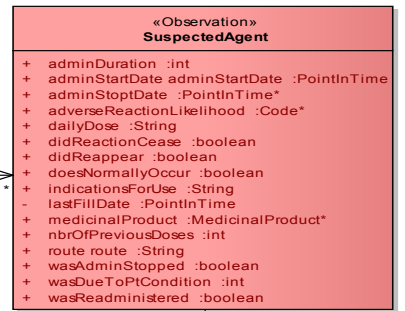 «Observation»
SuspectedAgent
+ adminDuration :int
+ adminStartDate adminStartDate :PointInTime
+ adminStoptDate :PointInTime*
+ adverseReactionLikelihood :Code*
+ dailyDose :String
+ didReactionCease :boolean
+ didReappear :boolean
+ doesNormallyOccur :boolean
* + indicationsForUse :String
- lastFillDate :PointInTime
+ medicinalProduct :MedicinalProduct*
+ nbrOfPreviousDoses :int
+ route route :String
+ wasAdminStopped :boolean
+ wasDueToPtCondition :int
+ wasReadministered :boolean